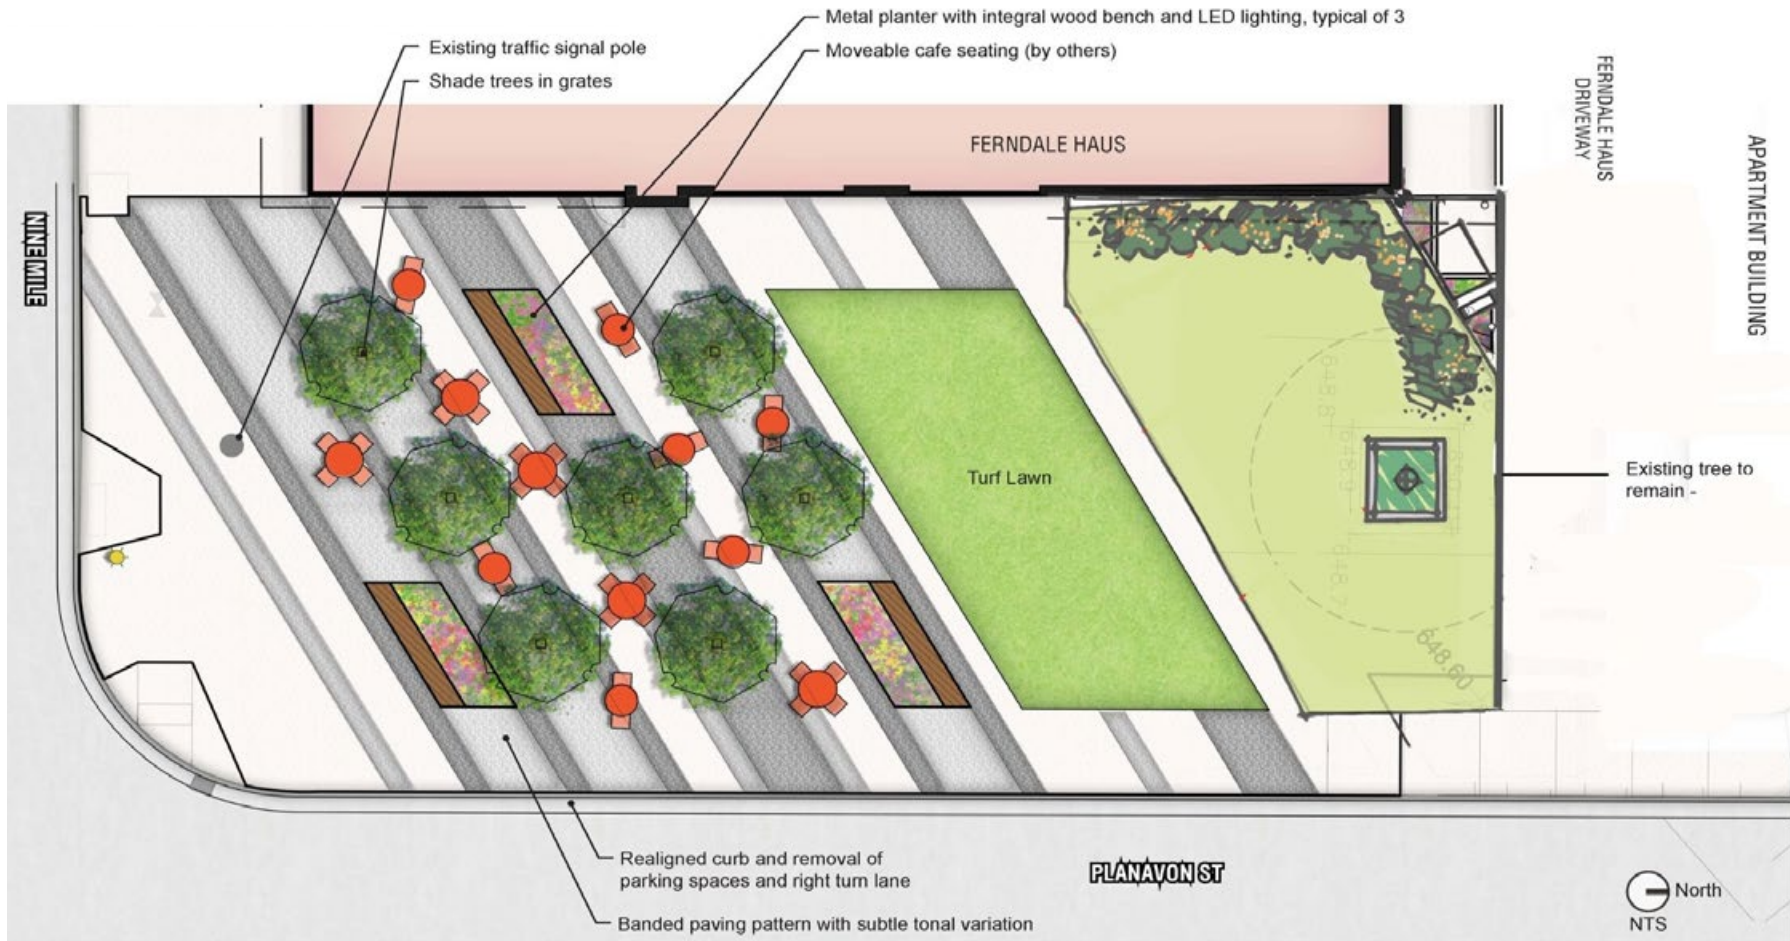 Metal planter with integral wood bench and LED lighting, typical of 3
Existing traffic signal pole
Moveable cafe seating (by others)
Shade trees in grates
FERNDALE HAUS
FERNDALE HAUS
DRIVEWAY
APARTMENT BUILDING
NINE MILE
Turf Lawn
Existing tree to
remain -
648.60
Realigned curb and removal of
parking spaces and right turn lane
PLANAVON ST
North
NTS
Banded paving pattern with subtle tonal variation